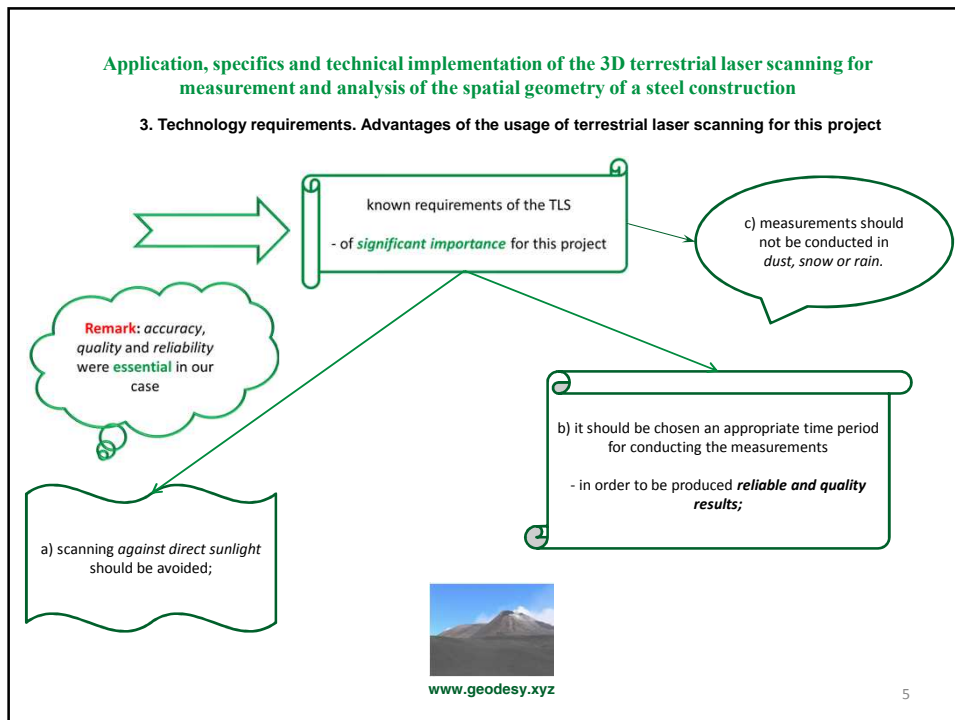 Application, specifics and technical implementation of the 3D terrestrial laser scanning for
measurement and analysis of the spatial geometry of a steel construction
3. Technology requirements. Advantages of the usage of terrestrial laser scanning for this project
known requirements of the TLS
- of significant importance for this project
c) measurements should
not be conducted in
dust, snow or rain.
Remark: accuracy,
quality and reliability
were essential in our
case
b) it should be chosen an appropriate time period
for conducting the measurements
- in order to be produced reliable and quality
results;
a) scanning against direct sunlight
should be avoided;
www.geodesy.xyz
5